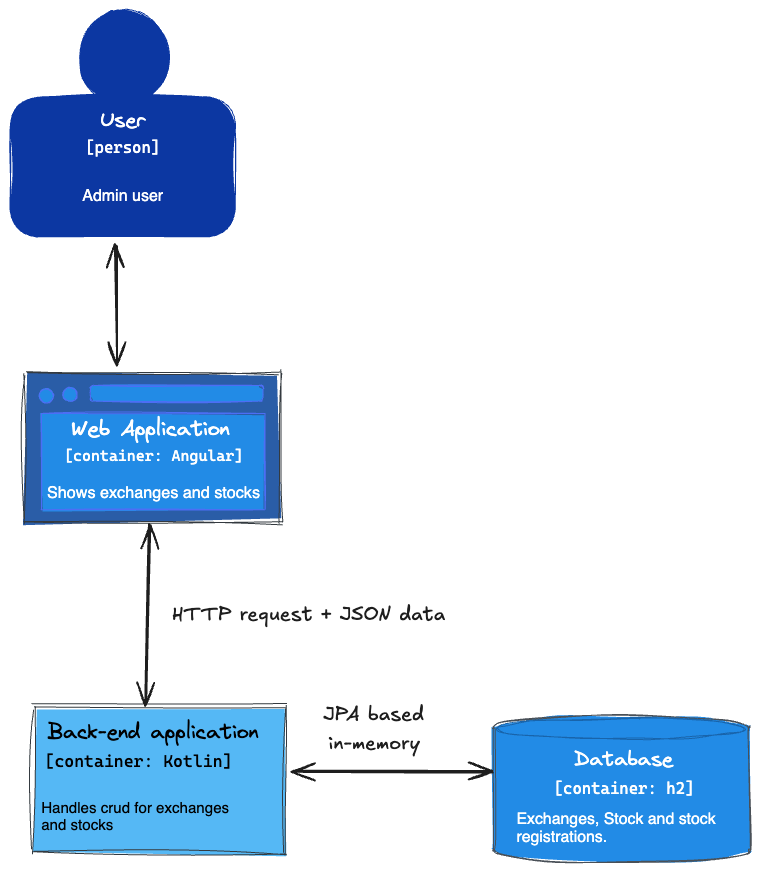 User
[person]
Admin user
Web Application
[container: Angular]
Shows exchanges and stocks
HTTP request + JSON data
Back-end application
[container: Kotlin]
Handles crud for exchanges
and stocks
JPA based
in-memory
Database
[container: h2]
Exchanges, Stock and stock
registrations.